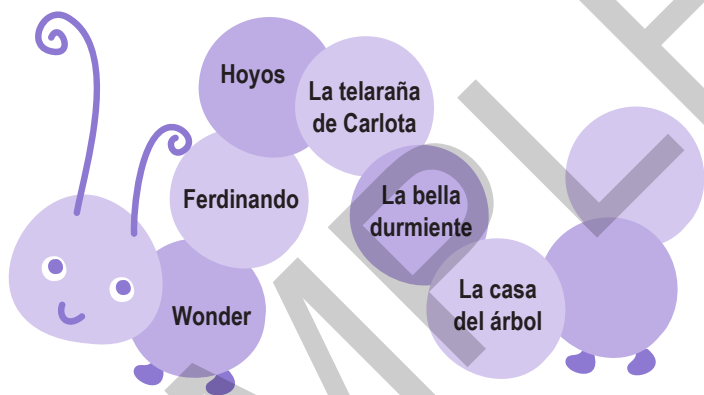 Hoyos
La telaraña
de Carlota
Ferdinando
La bella
durmiente
Wonder
La casa
del árbol